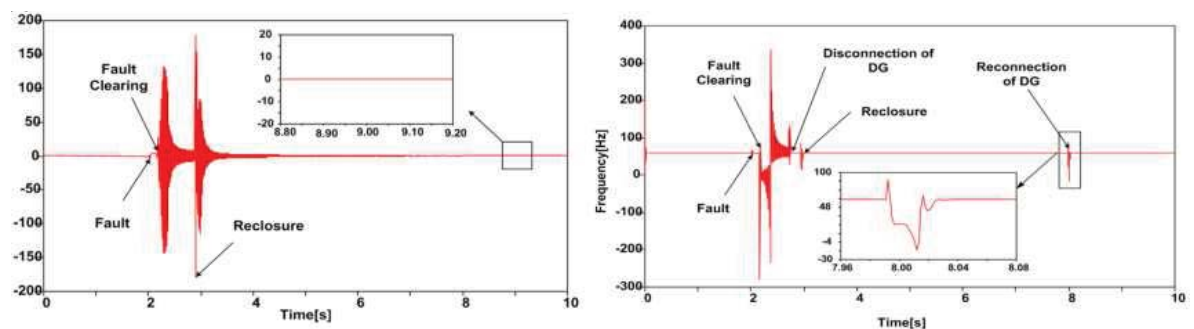 200
150
100
50
0
-50
-100
-150
-200
0 2 4 6 8 10
Time[s]
Fault
Clearing
Fault
Reclosure
20
10
0
-10
-20
8.80 8.90 9.00 9.10 9.20
400
300
200
100
0
-100
-200
-300
Frequency[Hz]
0 2 4 6 8 10
Time[s]
Fault
Clearing
Disconnection of
DG
Reconnection
of DG
Reclosure
Fault
100
48
-4
-30
7.96 8.00 8.04 8.08